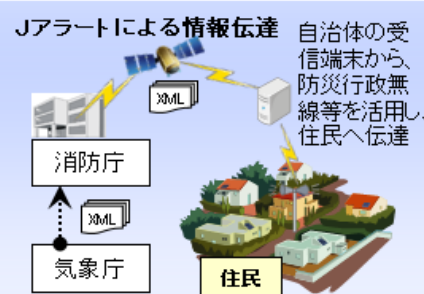 Jアラートによる情報伝達
自治体の受
信端末から、
防災行政無
線等を活用し、
住民へ伝達
XML
消防庁
XML
気象庁
住民